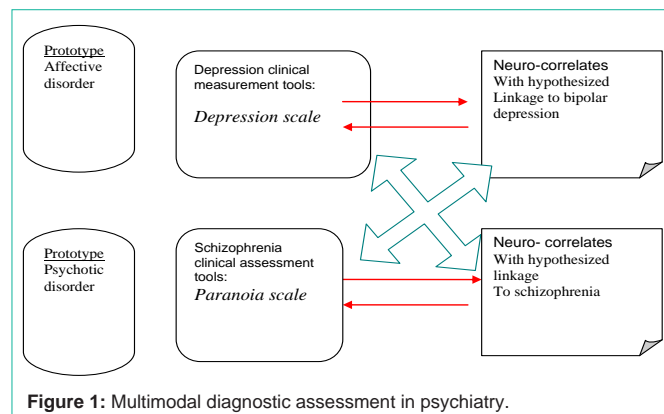 Prototype
Affective
disorder
Depression clinical
measurement tools:
Depression scale
Neuro-correlates
With hypothesized
Linkage to bipolar
depression
Prototype
Psychotic
disorder
Schizophrenia
clinical assessment
tools:
Paranoia scale
Neuro- correlates
With hypothesized
linkage
To schizophrenia
Figure 1: Multimodal diagnostic assessment in psychiatry.